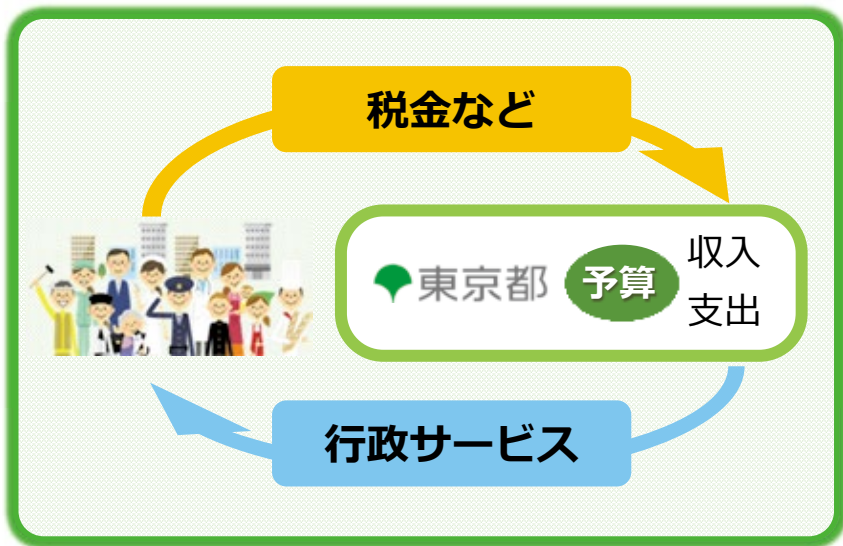 税金など
東京都
予算
収入
支出
行政サービス